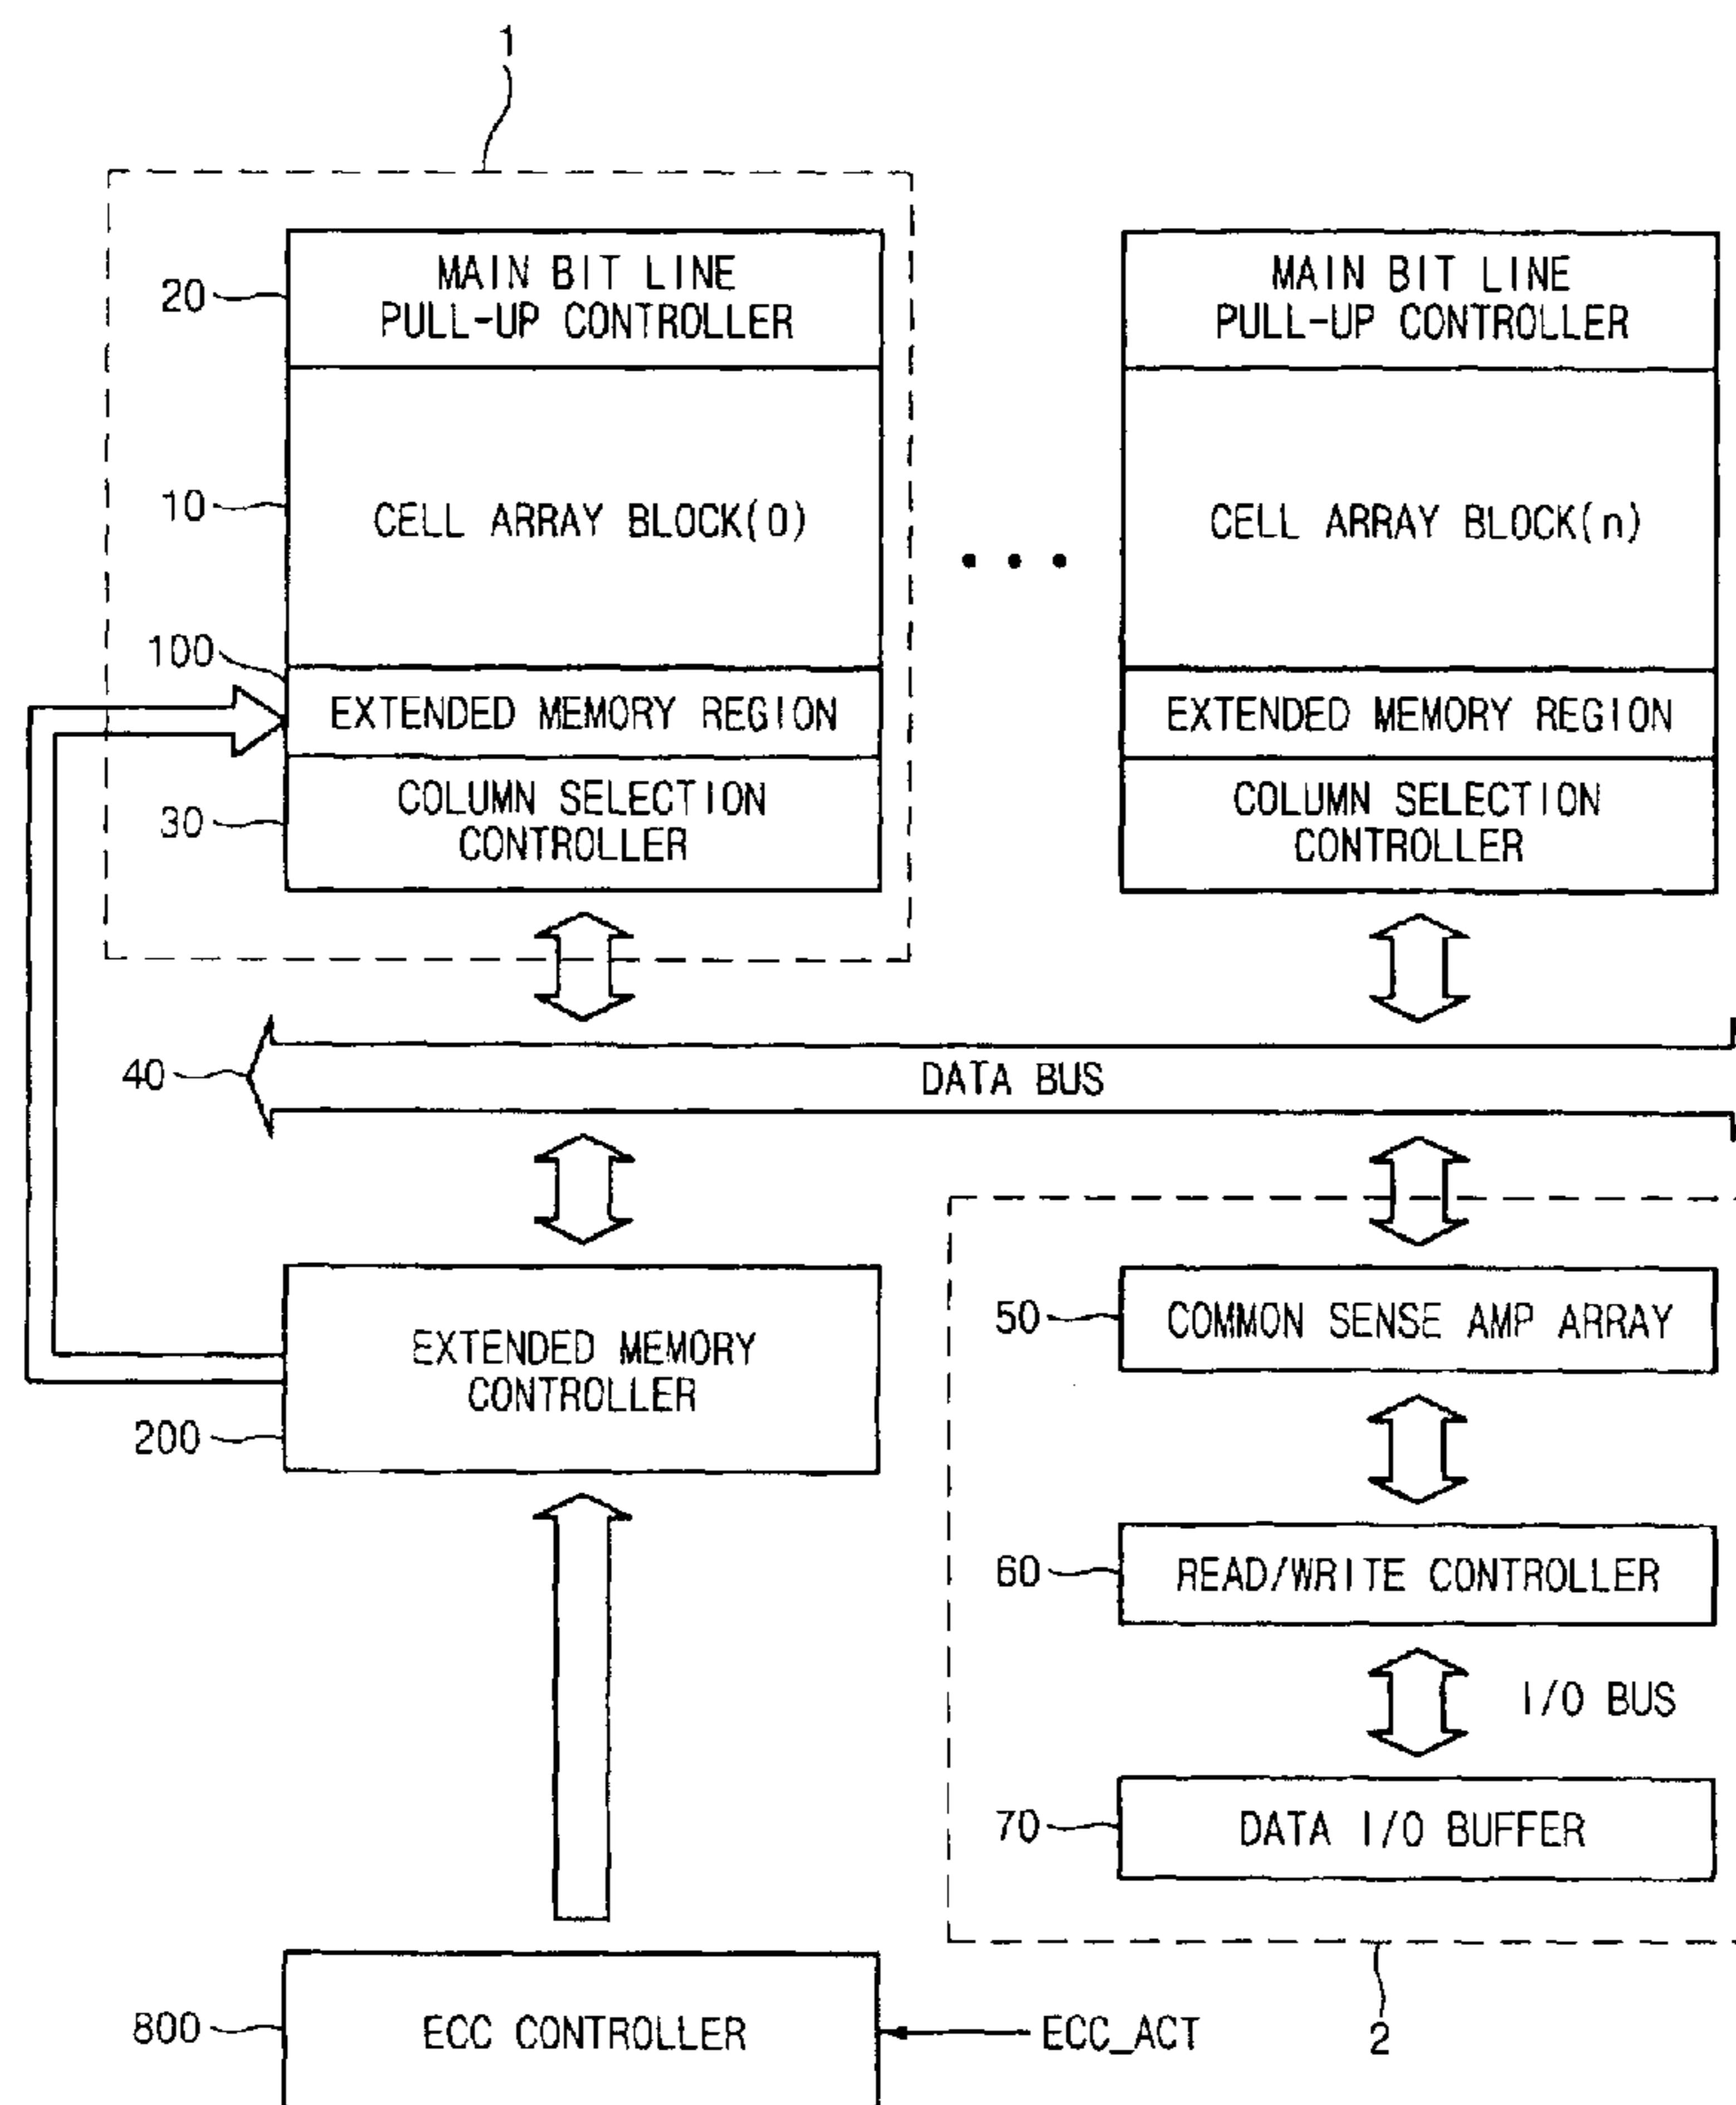 1
20
MAIN BIT LINE
PULL-UP CONTROLLER
MAIN BIT LINE
PULL-UP CONTROLLER
10
CELL ARRAY BLOCK(0)
• • •
CELL ARRAY BLOCK(n)
100
EXTENDED MEMORY REGION
EXTENDED MEMORY REGION
30
COLUMN SELECTION
CONTROLLER
COLUMN SELECTION
CONTROLLER
40
DATA BUS
EXTENDED MEMORY
CONTROLLER
200
50
COMMON SENSE AMP ARRAY
60
READ/WRITE CONTROLLER
I/O BUS
70
DATA I/O BUFFER
800
ECC CONTROLLER
ECC_ACT
2